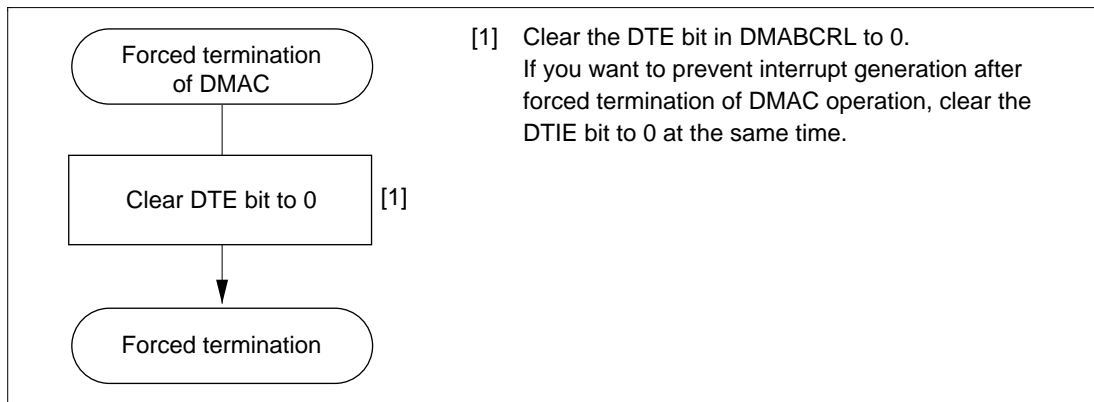 Forced termination
of DMAC
Clear DTE bit to 0
[1]
Forced termination
[1] Clear the DTE bit in DMABCRL to 0.
If you want to prevent interrupt generation after
forced termination of DMAC operation, clear the
DTIE bit to 0 at the same time.